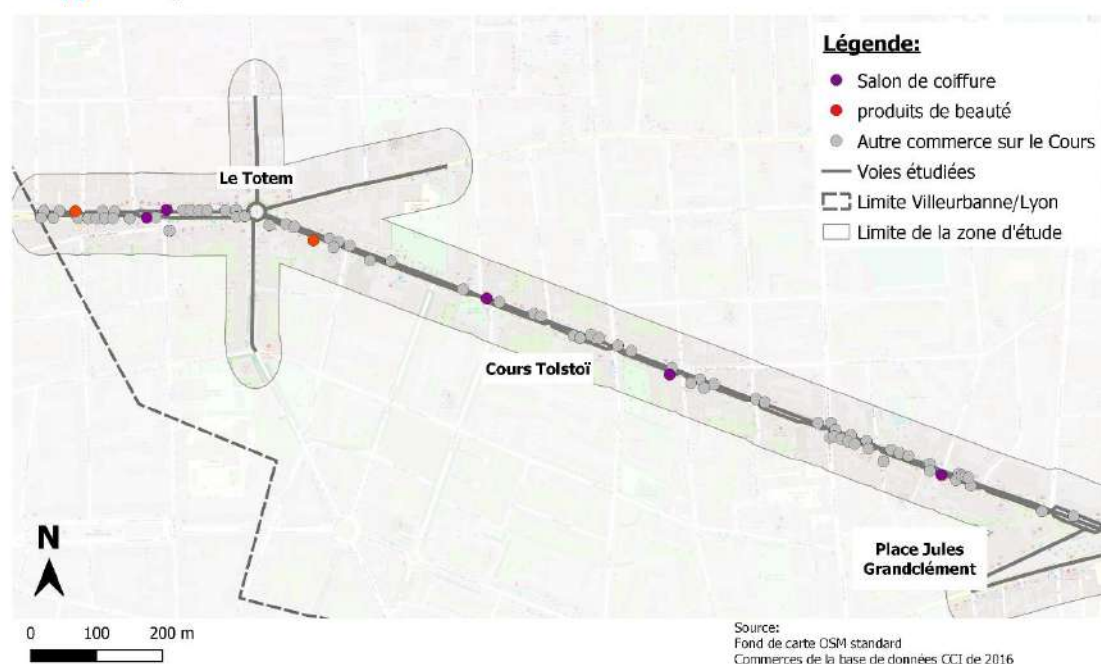 Légende:
Salon de coiffure
produits de beauté
Autre commerce sur le Cours
Voies étudiées
Limite Villeurbanne/Lyon
Limite de la zone d'étude
Le Totem
Cours Tolstoï
Place Jules
Grandclément
N
0 100 200 m
Source:
Fond de carte OSM standard
Commerces de la base de données CCI de 2016